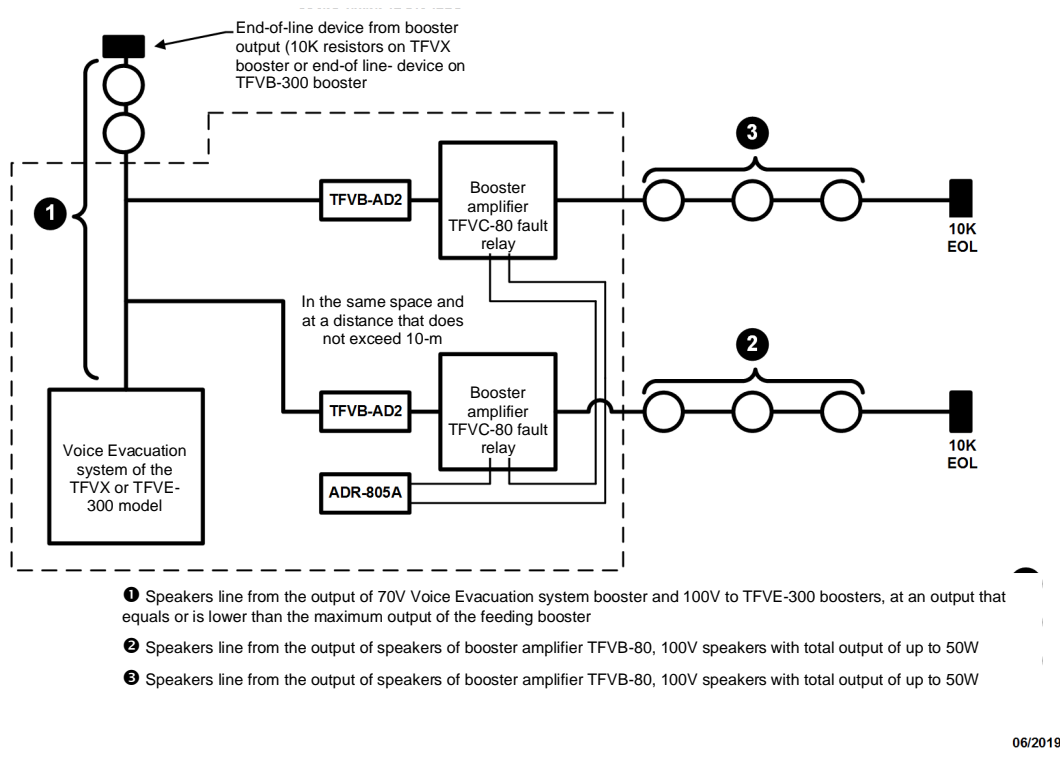 End-of-line device from booster
output (10K resistors on TFVX
booster or end-of line- device on
TFVB-300 booster
3
1
TFVB-AD2
Booster
amplifier
TFVC-80 fault
relay
10K
EOL
In the same space and
at a distance that does
not exceed 10-m
2
TFVB-AD2
Booster
amplifier
TFVC-80 fault
relay
10K
EOL
Voice Evacuation
system of the
TFVX or TFVE-
300 model
ADR-805A
❶ Speakers line from the output of 70V Voice Evacuation system booster and 100V to TFVE-300 boosters, at an output that
equals or is lower than the maximum output of the feeding booster
❷ Speakers line from the output of speakers of booster amplifier TFVB-80, 100V speakers with total output of up to 50W
❸ Speakers line from the output of speakers of booster amplifier TFVB-80, 100V speakers with total output of up to 50W
06/2019